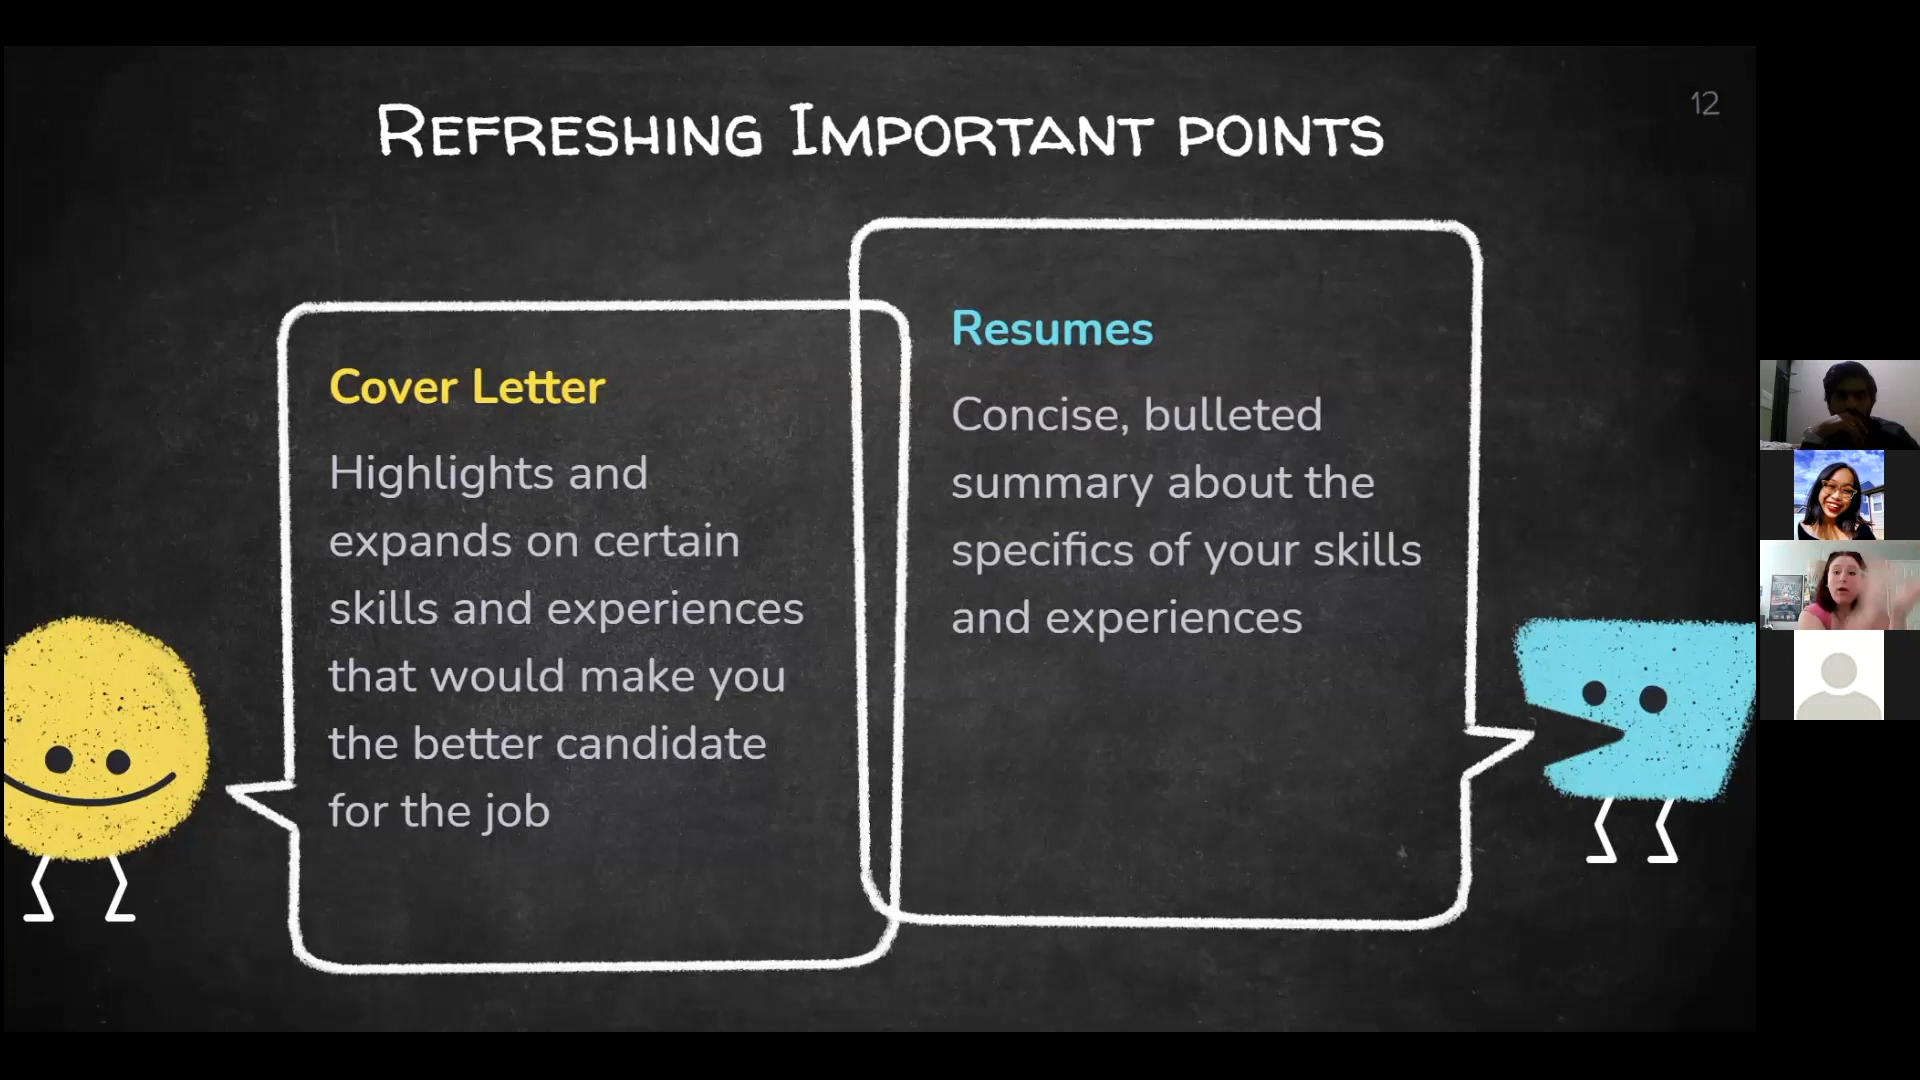 Refreshing Important points
12
Cover Letter
Highlights and
expands on certain
skills and experiences
that would make you
the better candidate
for the job
Resumes
Concise, bulleted
summary about the
specifics of your skills
and experiences